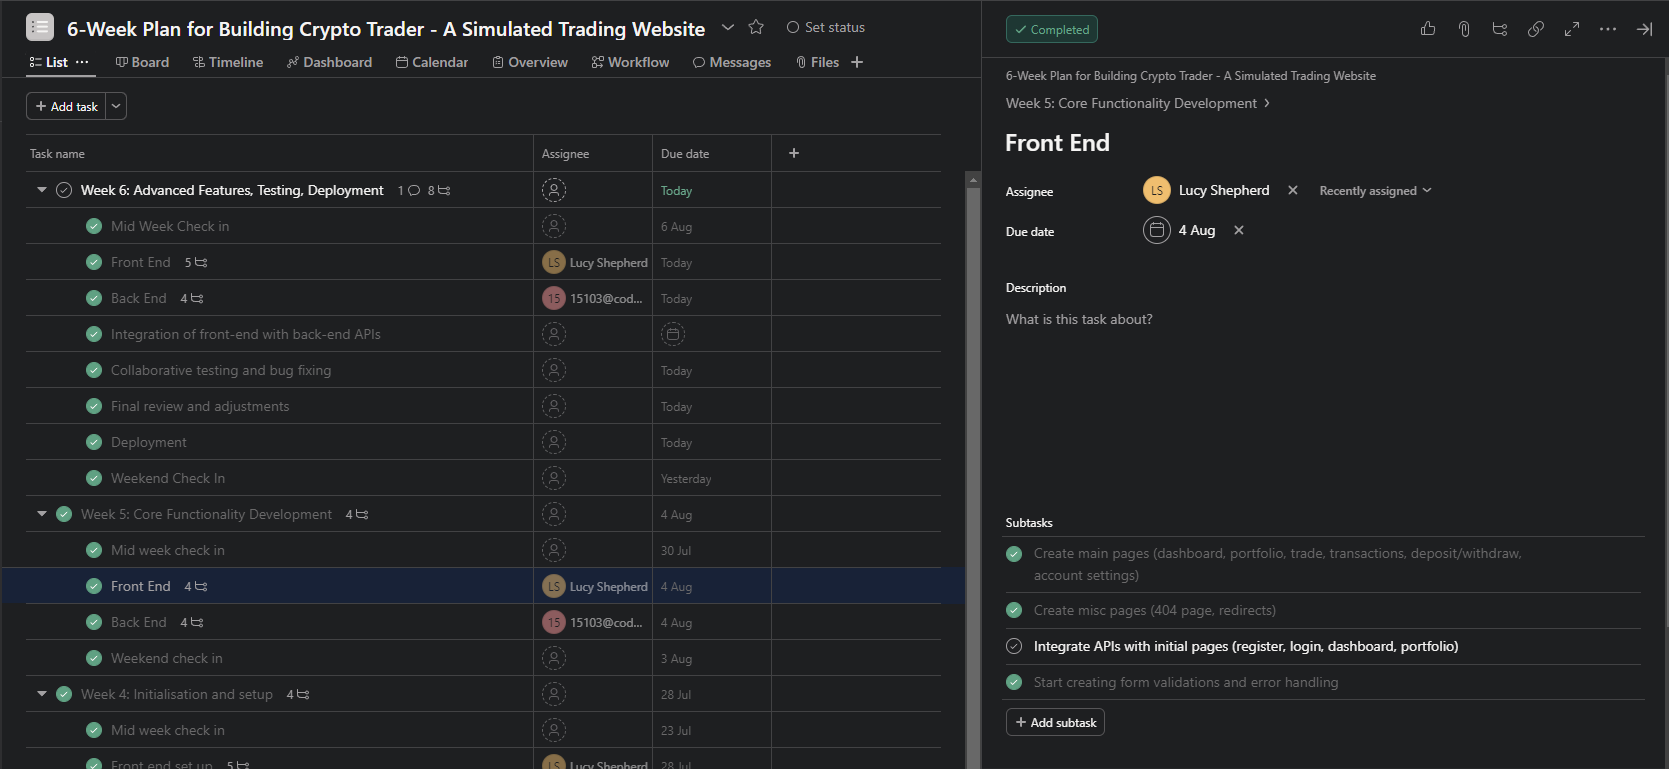 6-Week Plan for Building Crypto Trader - A Simulated Trading Website
Set status
List ··· Board Timeline Dashboard Calendar Overview Workflow Messages Files +
+ Add task
Task name Assignee Due date +
Week 6: Advanced Features, Testing, Deployment 1 8 Today
Mid Week Check in 6 Aug
Front End 5 LS Lucy Shepherd Today
Back End 4 15 15103@cod... Today
Integration of front-end with back-end APIs
Collaborative testing and bug fixing Today
Final review and adjustments Today
Deployment Today
Weekend Check In Yesterday
Week 5: Core Functionality Development 4 4 Aug
Mid week check in 30 Jul
Front End 4 LS Lucy Shepherd 4 Aug
Back End 4 15 15103@cod... 4 Aug
Weekend check in 3 Aug
Week 4: Initialisation and setup 4 28 Jul
Mid week check in 23 Jul
Front end set up 5 LS Lucy Shepherd 28 Jul
Completed
6-Week Plan for Building Crypto Trader - A Simulated Trading Website
Week 5: Core Functionality Development
Front End
Assignee LS Lucy Shepherd Recently assigned
Due date 4 Aug
Description
What is this task about?
Subtasks
Create main pages (dashboard, portfolio, trade, transactions, deposit/withdraw,
account settings)
Create misc pages (404 page, redirects)
Integrate APIs with initial pages (register, login, dashboard, portfolio)
Start creating form validations and error handling
+ Add subtask